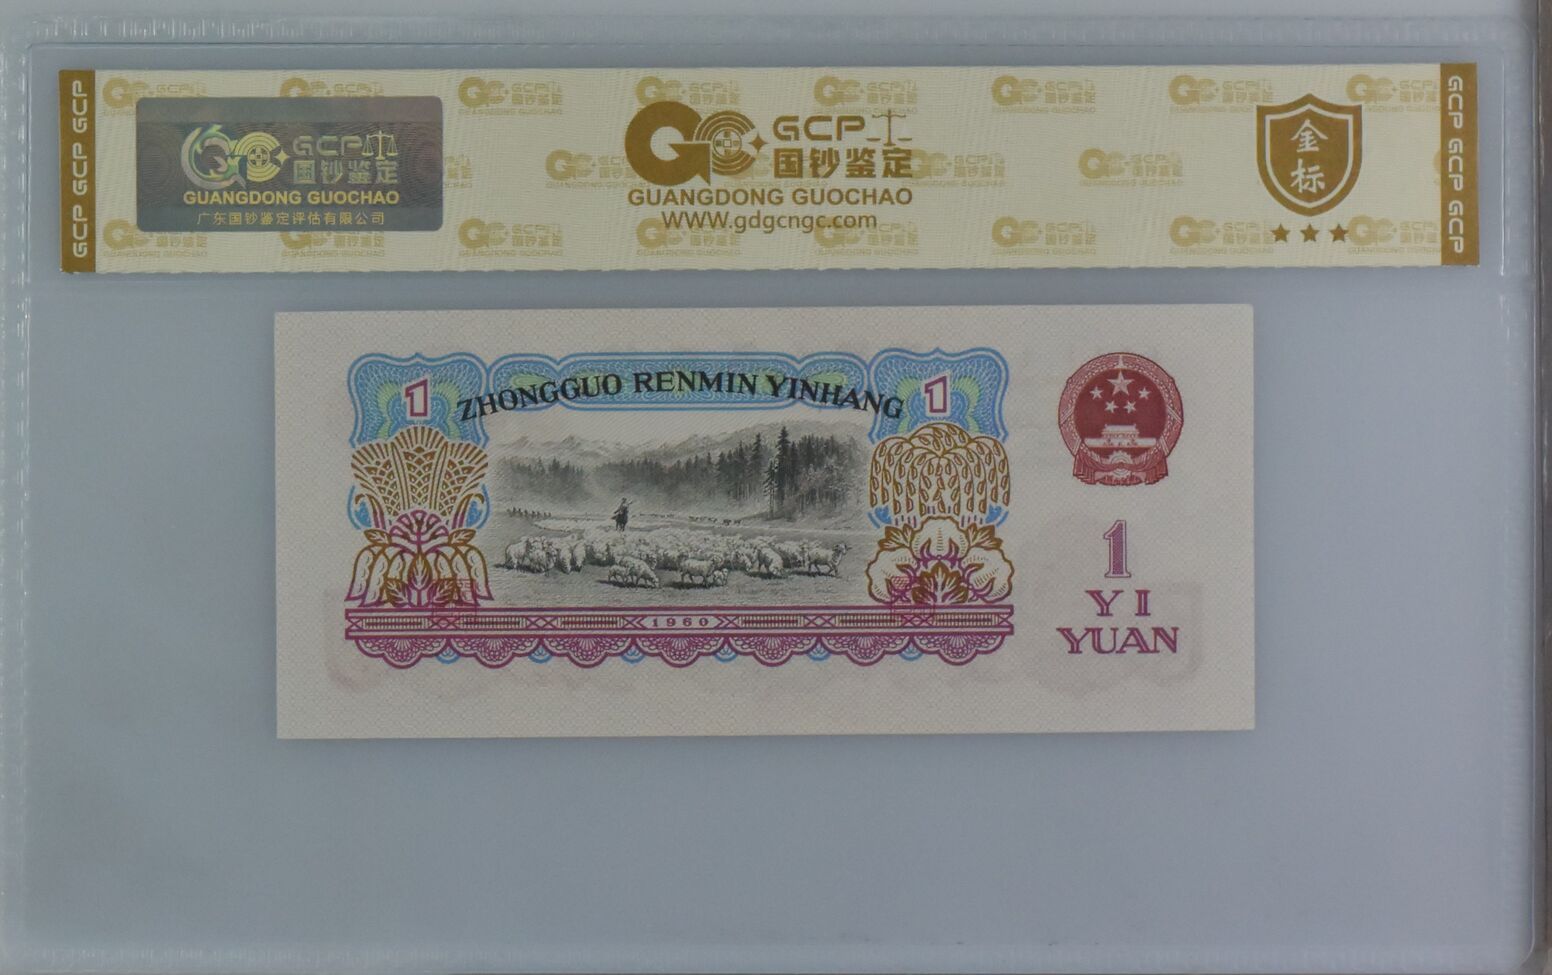 GCP GCP
GCP
国钞鉴定
GUANGDONG GUOCHAO
广东国钞鉴定评估有限公司
GCP
国钞鉴定
GUANGDONG GUOCHAO
WWW.gdgcngc.com
金
标
GCP GCP GCP
1
ZHONGGUO RENMIN YINHANG
1
1960
1
YI
YUAN